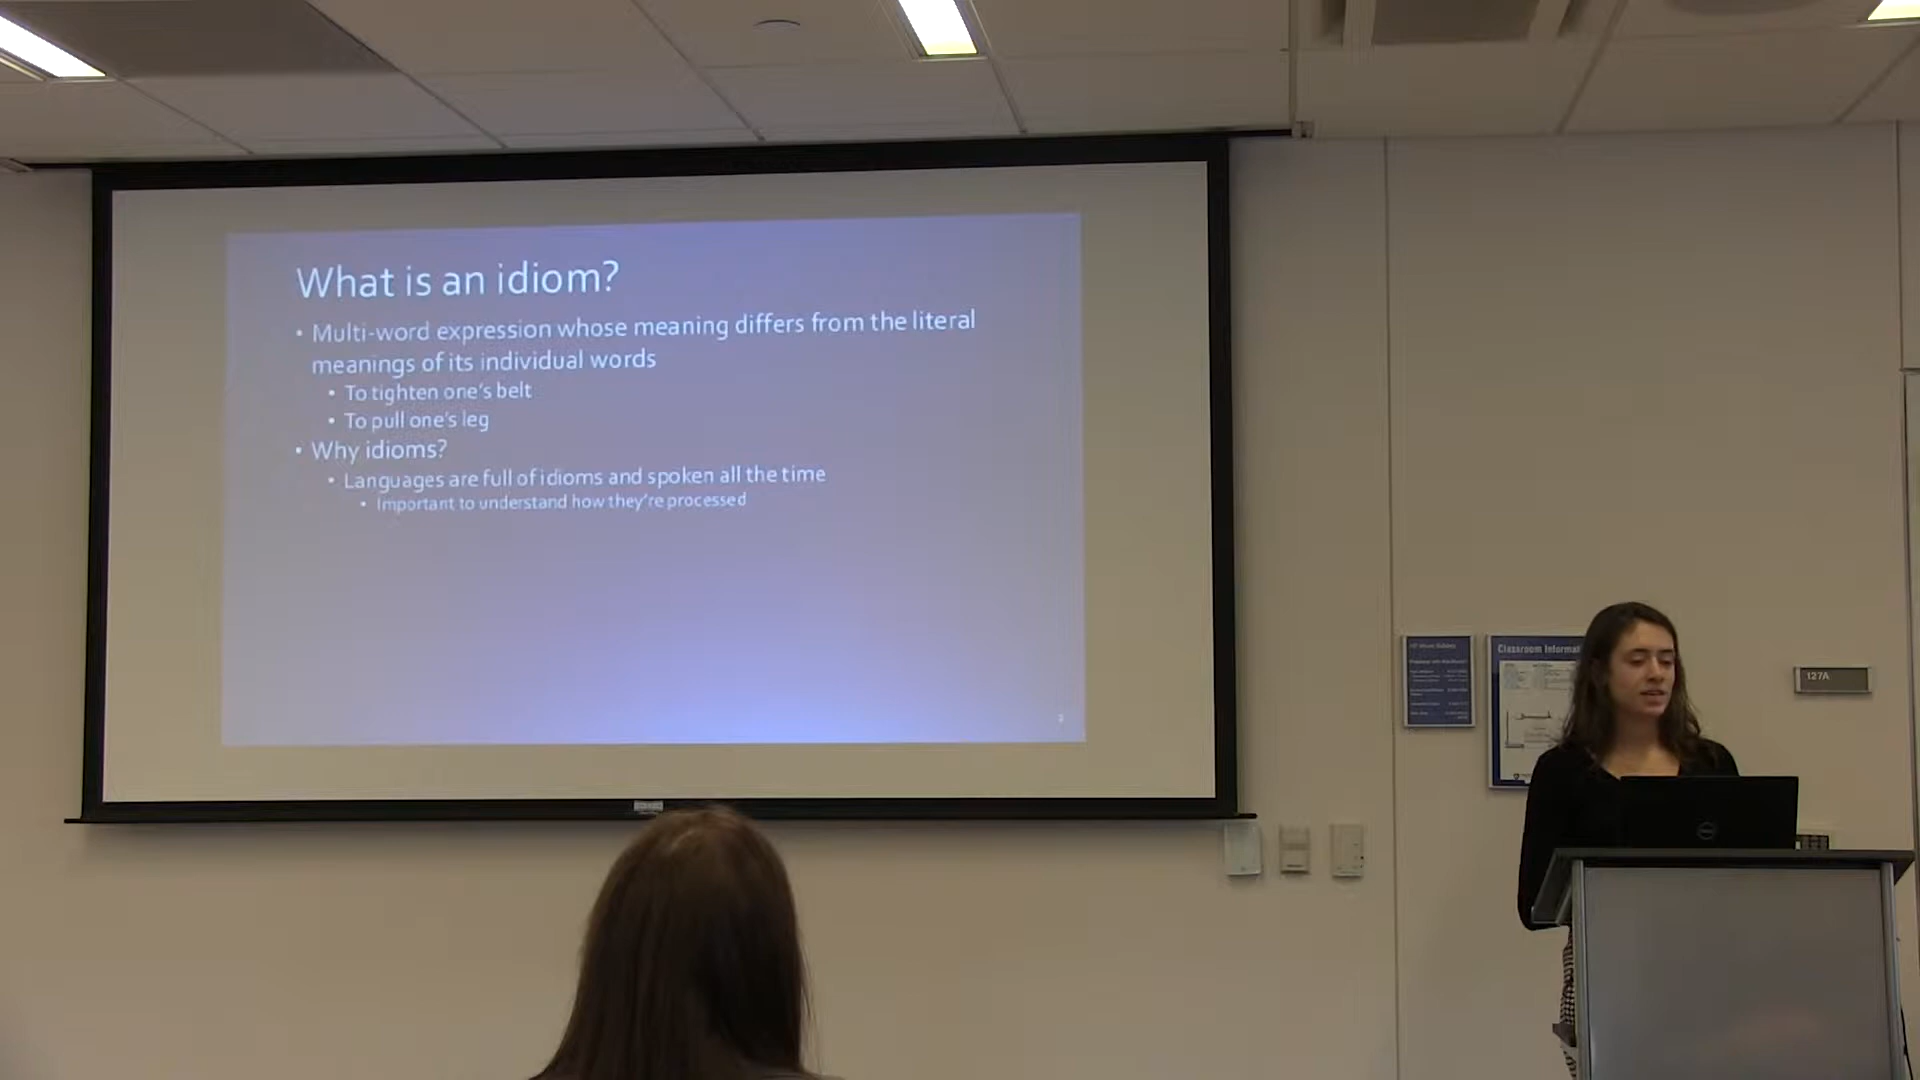 What is an idiom?
• Multi-word expression whose meaning differs from the literal
meanings of its individual words
• To tighten one's belt
• To pull one's leg
• Why idioms?
• Languages are full of idioms and spoken all the time
• Important to understand how they're processed
Classroom Informat
127A
DELL